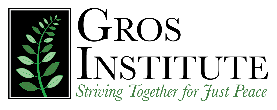 GROS
INSTITUTE
Striving Together for Just Peace